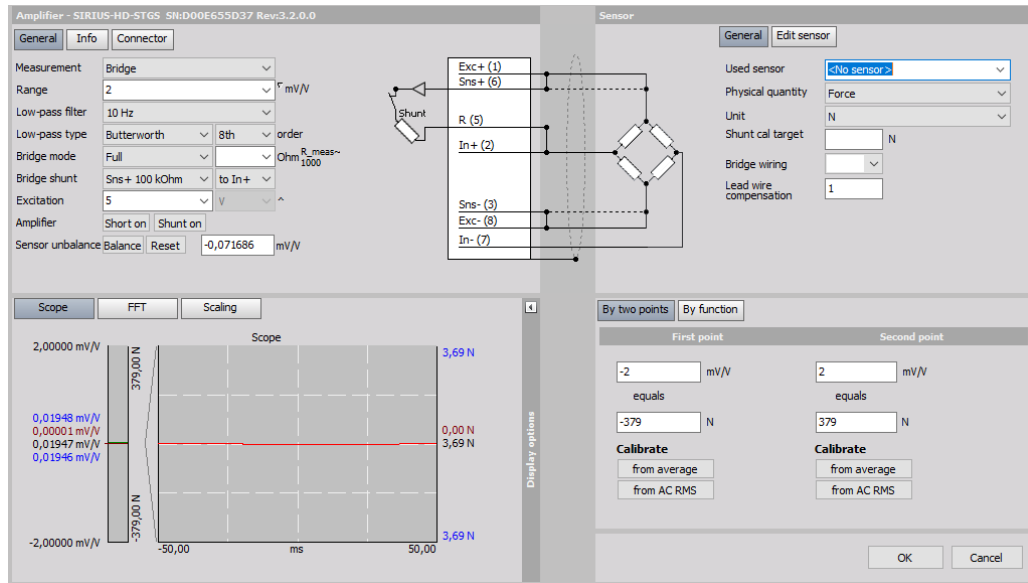 Amplifier - SIRIUS-HD-STGS SN:D00E655D37 Rev:3.2.0.0
General Info Connector
Measurement Bridge
Range 2 mV/V
Low-pass filter 10 Hz
Low-pass type Butterworth 8th order
Bridge mode Full Ohm R_meas~ 1000
Bridge shunt Sns+ 100 kOhm to In+
Excitation 5 V ^
Amplifier Short on Shunt on
Sensor unbalance Balance Reset -0,071686 mV/V
Shunt
Exc+ (1)
Sns+ (6)
R (5)
In+ (2)
Sns- (3)
Exc- (8)
In- (7)
Sensor
General Edit sensor
Used sensor <No sensor>
Physical quantity Force
Unit N
Shunt cal target N
Bridge wiring
Lead wire
compensation 1
Scope FFT Scaling
Scope
2,00000 mV/V
379,00 N
3,69 N
0,01948 mV/V
0,00001 mV/V
0,01947 mV/V
0,01946 mV/V
0,00 N
3,69 N
-379,00 N
-2,00000 mV/V
3,69 N
-50,00 ms 50,00
Display options
By two points By function
First point Second point
-2 mV/V 2 mV/V
equals equals
-379 N 379 N
Calibrate Calibrate
from average from average
from AC RMS from AC RMS
OK Cancel